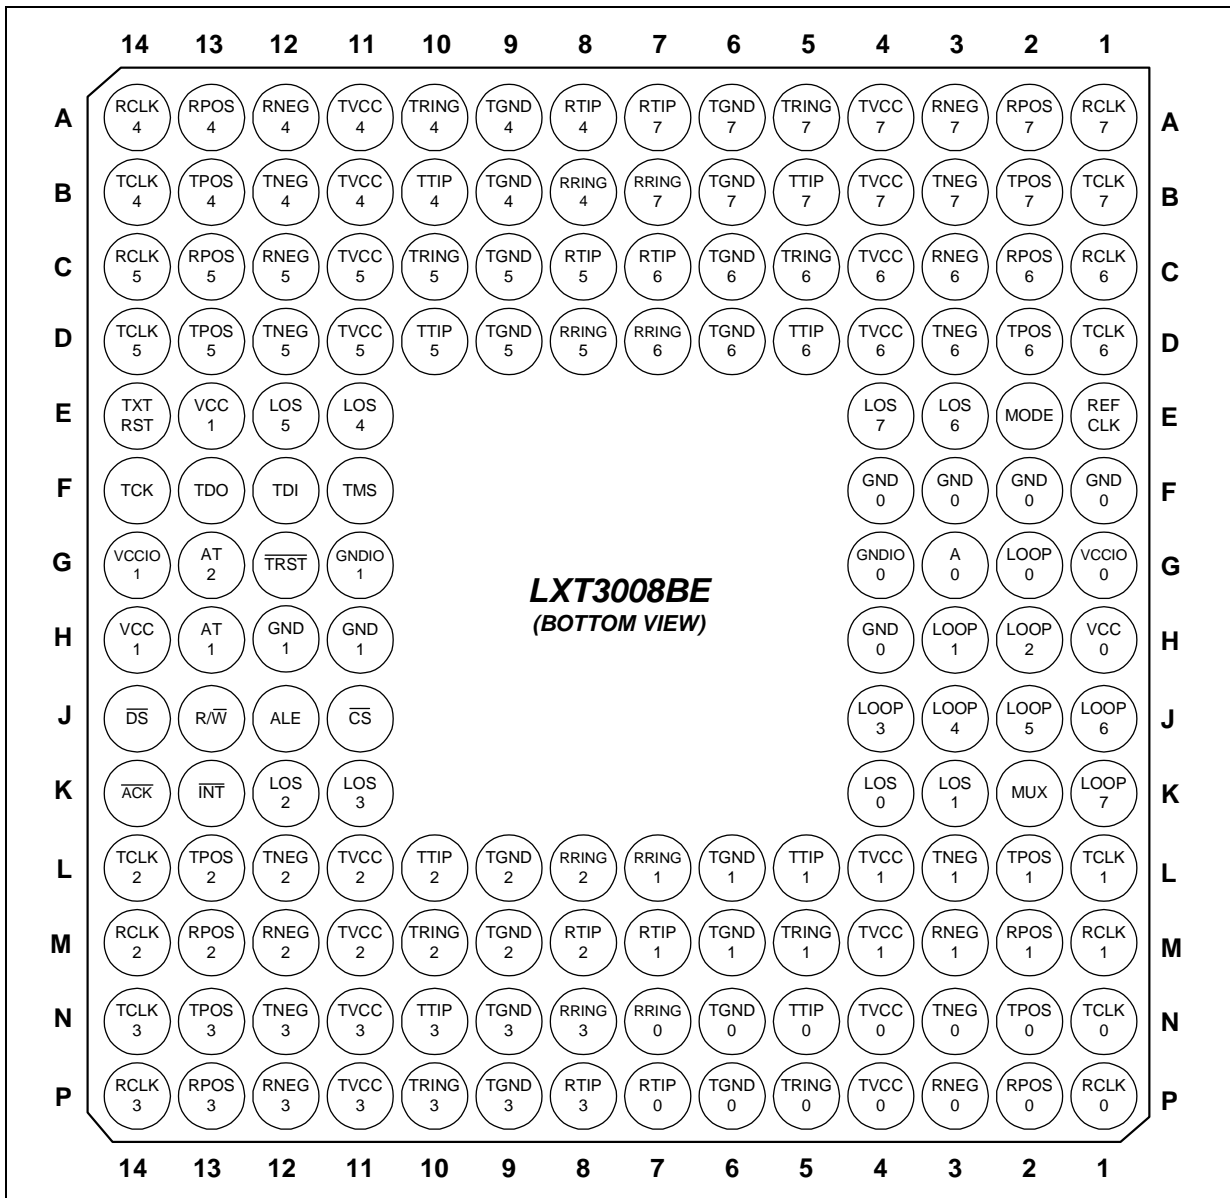 14 13 12 11 10 9 8 7 6 5 4 3 2 1
A RCLK 4 RPOS 4 RNEG 4 TVCC 4 TRING 4 TGND 4 RTIP 4 RTIP 7 TGND 7 TRING 7 TVCC 7 RNEG 7 RPOS 7 RCLK 7 A
B TCLK 4 TPOS 4 TNEG 4 TVCC 4 TTIP 4 TGND 4 RRING 4 RRING 7 TGND 7 TTIP 7 TVCC 7 TNEG 7 TPOS 7 TCLK 7 B
C RCLK 5 RPOS 5 RNEG 5 TVCC 5 TRING 5 TGND 5 RTIP 5 RTIP 6 TGND 6 TRING 6 TVCC 6 RNEG 6 RPOS 6 RCLK 6 C
D TCLK 5 TPOS 5 TNEG 5 TVCC 5 TTIP 5 TGND 5 RRING 5 RRING 6 TGND 6 TTIP 6 TVCC 6 TNEG 6 TPOS 6 TCLK 6 D
E TXT RST VCC 1 LOS 5 LOS 4 LOS 7 LOS 6 MODE REF CLK E
F TCK TDO TDI TMS GND 0 GND 0 GND 0 GND 0 F
G VCCIO 1 AT 2 TRST GNDIO 1 GNDIO 0 A 0 LOOP 0 VCCIO 0 G
LXT3008BE
(BOTTOM VIEW)
H VCC 1 AT 1 GND 1 GND 1 GND 0 LOOP 1 LOOP 2 VCC 0 H
J DS R/W ALE CS LOOP 3 LOOP 4 LOOP 5 LOOP 6 J
K ACK INT LOS 2 LOS 3 LOS 0 LOS 1 MUX LOOP 7 K
L TCLK 2 TPOS 2 TNEG 2 TVCC 2 TTIP 2 TGND 2 RRING 2 RRING 1 TGND 1 TTIP 1 TVCC 1 TNEG 1 TPOS 1 TCLK 1 L
M RCLK 2 RPOS 2 RNEG 2 TVCC 2 TRING 2 TGND 2 RTIP 2 RTIP 1 TGND 1 TRING 1 TVCC 1 RNEG 1 RPOS 1 RCLK 1 M
N TCLK 3 TPOS 3 TNEG 3 TVCC 3 TTIP 3 TGND 3 RRING 3 RRING 0 TGND 0 TTIP 0 TVCC 0 TNEG 0 TPOS 0 TCLK 0 N
P RCLK 3 RPOS 3 RNEG 3 TVCC 3 TRING 3 TGND 3 RTIP 3 RTIP 0 TGND 0 TRING 0 TVCC 0 RNEG 0 RPOS 0 RCLK 0 P
14 13 12 11 10 9 8 7 6 5 4 3 2 1